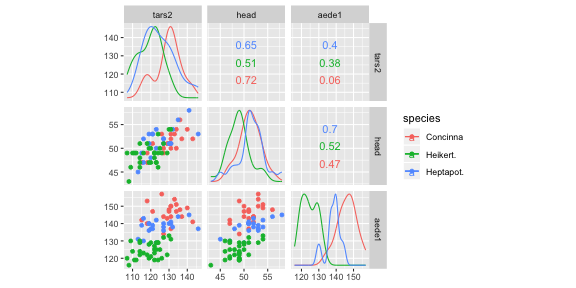 tars2 head aede1
140
130
120
110
0.65
0.51
0.72
0.4
0.38
0.06
tars2
55
50
45
0.7
0.52
0.47
head
150
140
130
120
aede1
110 120 130 140 45 50 55 120 130 140 150
species
Concinna
Heikert.
Heptapot.